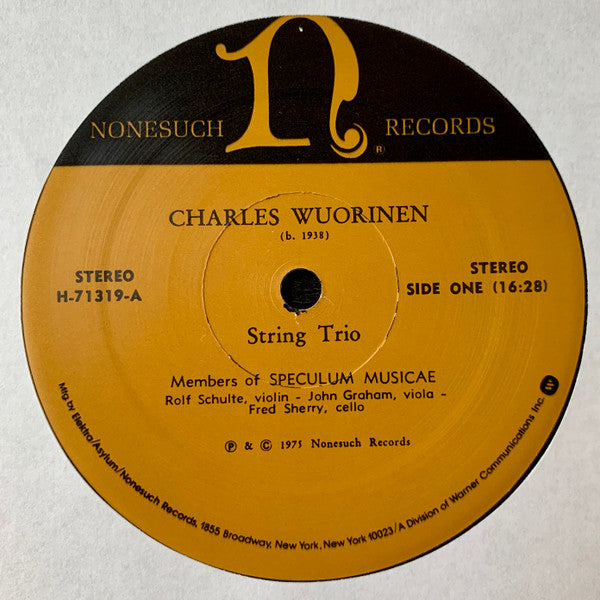 NONESUCH n® RECORDS
CHARLES WUORINEN
(b. 1938)
STEREO
H-71319-A
STEREO
SIDE ONE (16:28)
String Trio
Members of SPECULUM MUSICAE
Rolf Schulte, violin - John Graham, viola -
Fred Sherry, cello
℗ & © 1975 Nonesuch Records
Mfg. by Elektra/Asylum/Nonesuch Records, 1855 Broadway, New York, New York 10023/A Division of Warner Communications Inc. W